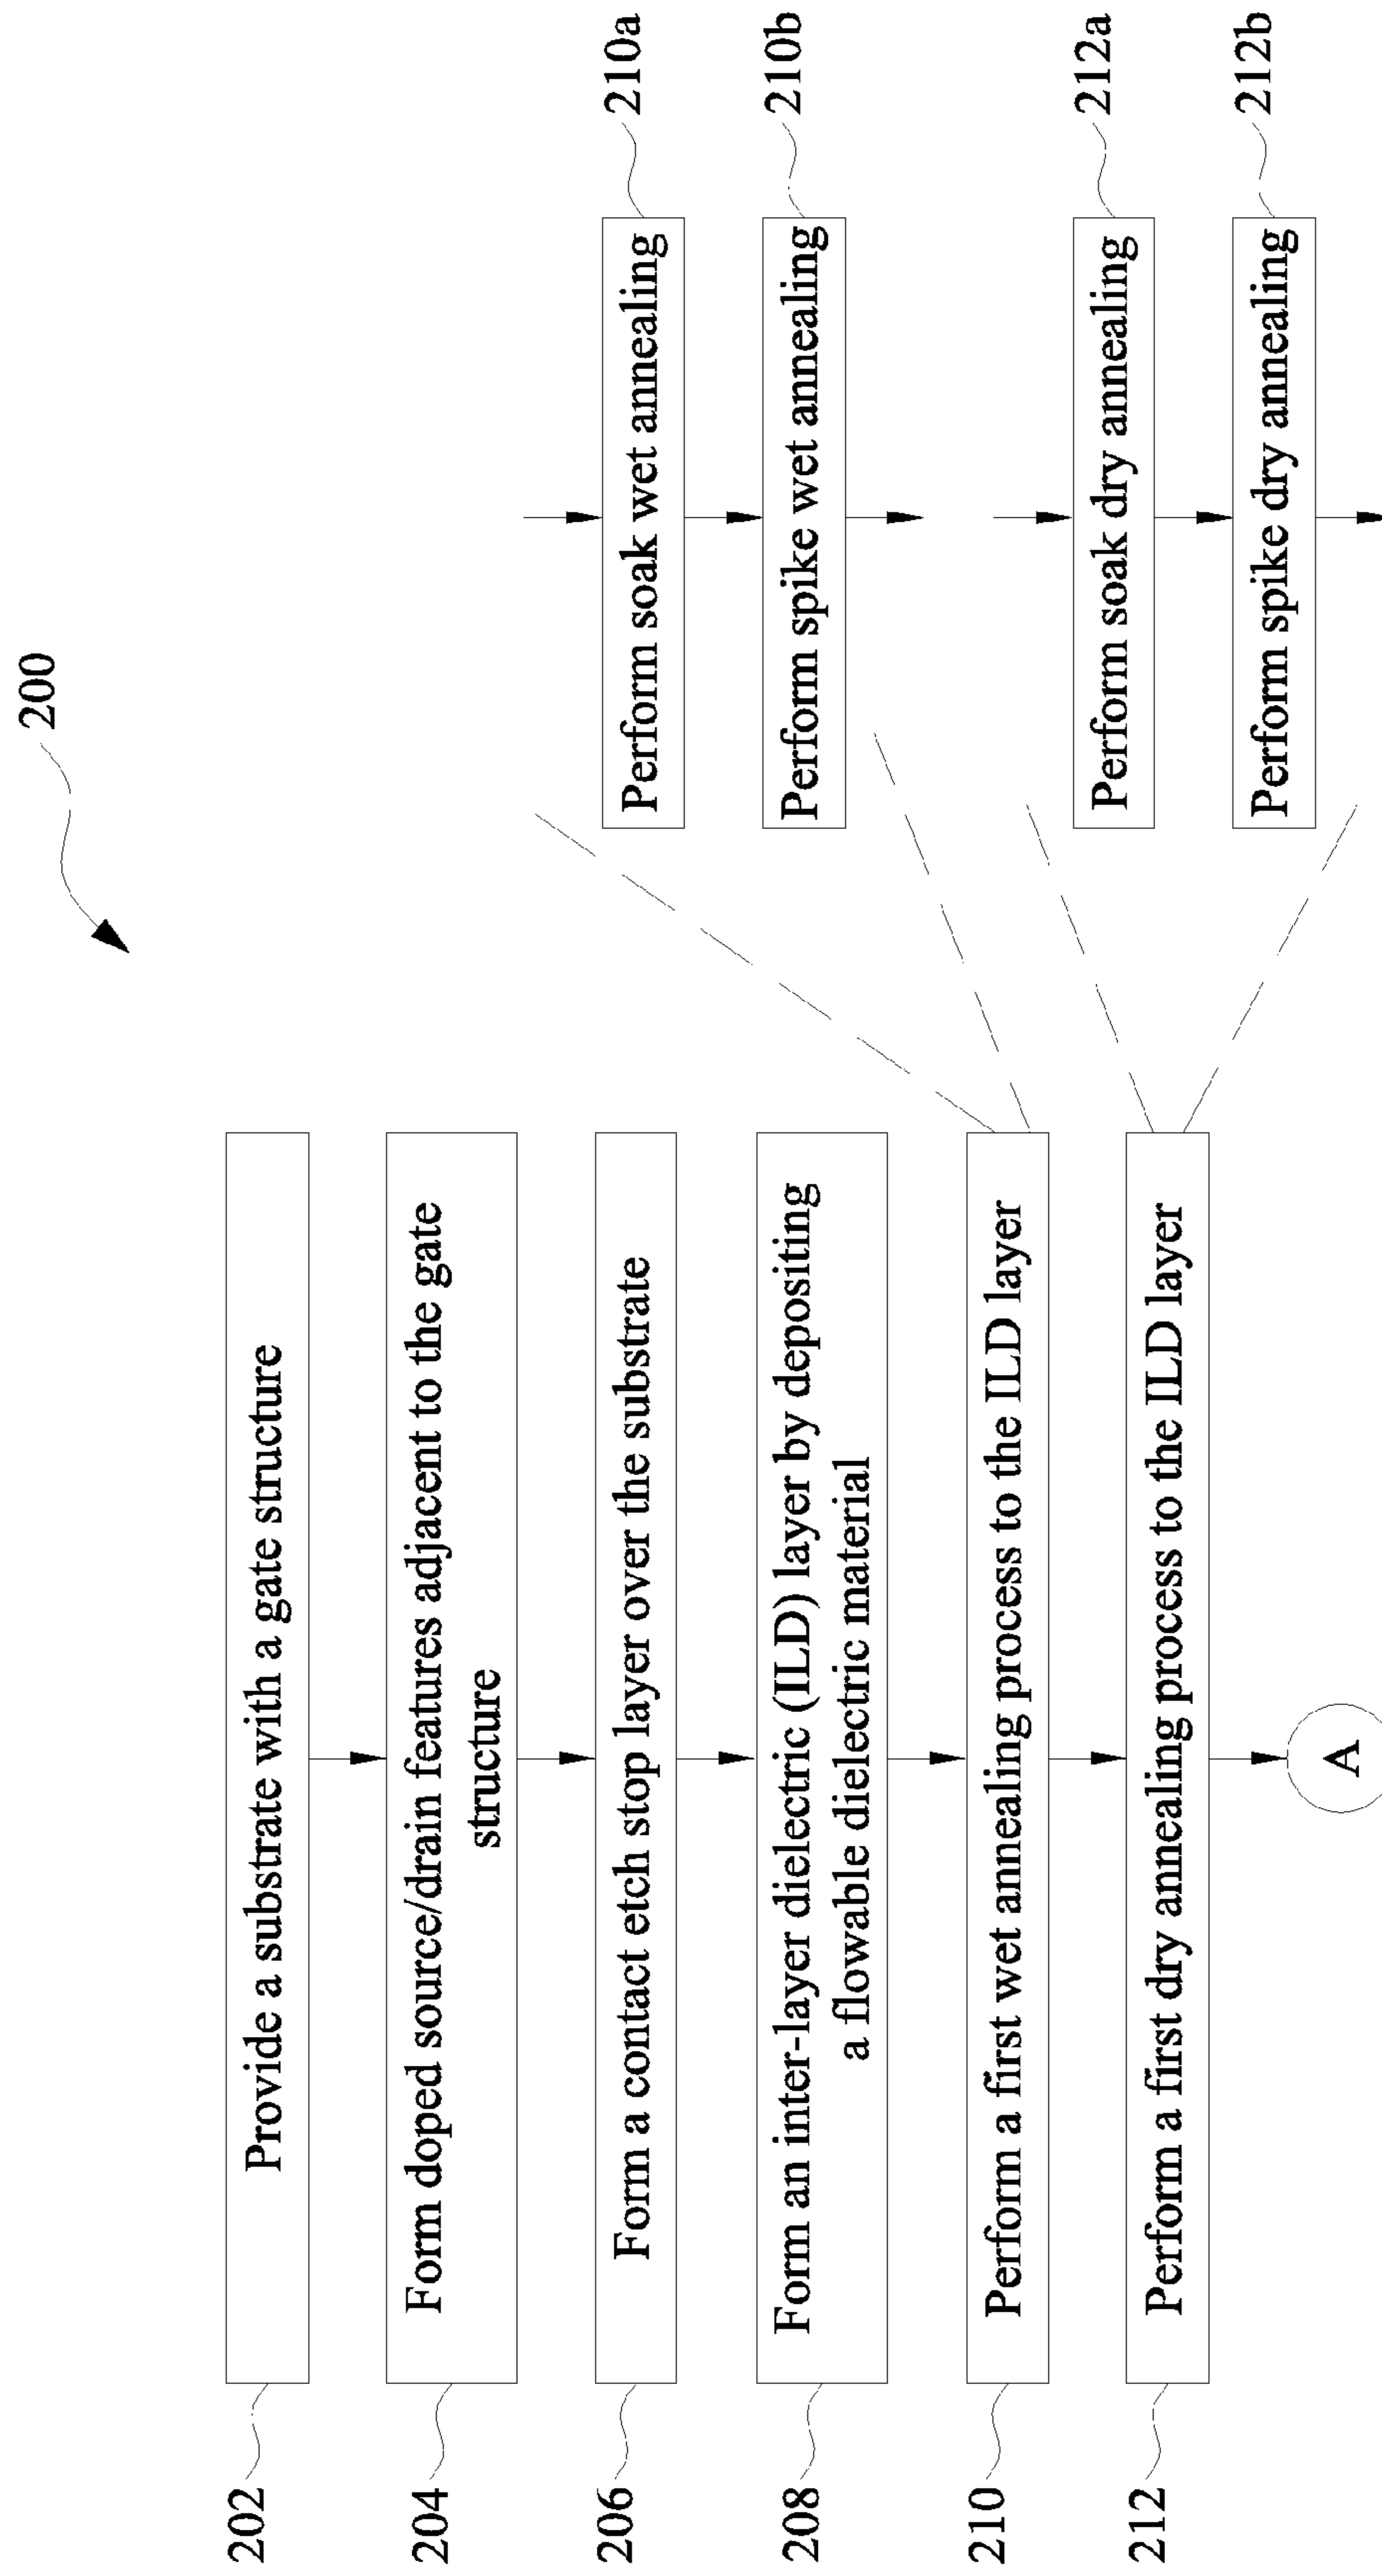 200
202
Provide a substrate with a gate structure
204
Form doped source/drain features adjacent to the gate
structure
206
Form a contact etch stop layer over the substrate
208
Form an inter-layer dielectric (ILD) layer by depositing
a flowable dielectric material
210
Perform a first wet annealing process to the ILD layer
212
Perform a first dry annealing process to the ILD layer
A
Perform soak wet annealing
210a
Perform spike wet annealing
210b
Perform soak dry annealing
212a
Perform spike dry annealing
212b